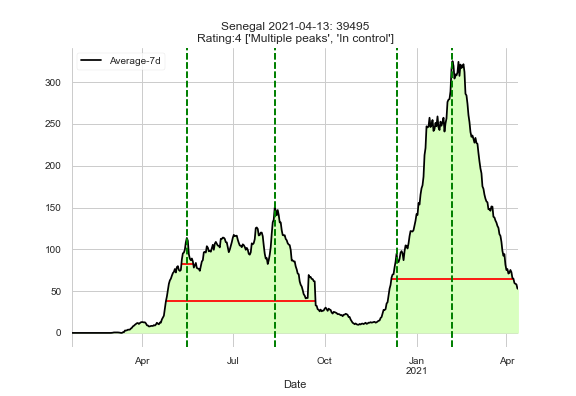 Senegal 2021-04-13: 39495
Rating:4 ['Multiple peaks', 'In control']
Average-7d
300
250
200
150
100
50
0
Apr
Jul
Oct
Jan
2021
Apr
Date